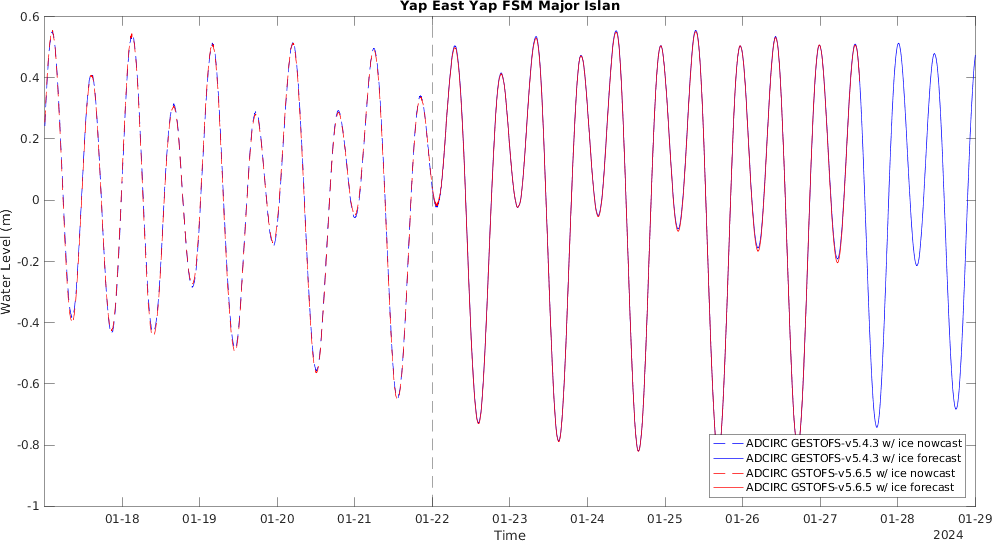 Yap East Yap FSM Major Islan
Water Level (m)
0.6
0.4
0.2
0
-0.2
-0.4
-0.6
-0.8
-1
ADCIRC GESTOFS-v5.4.3 w/ ice nowcast
ADCIRC GESTOFS-v5.4.3 w/ ice forecast
ADCIRC GSTOFS-v5.6.5 w/ ice nowcast
ADCIRC GSTOFS-v5.6.5 w/ ice forecast
01-18 01-19 01-20 01-21 01-22 01-23 01-24 01-25 01-26 01-27 01-28 01-29
Time
2024